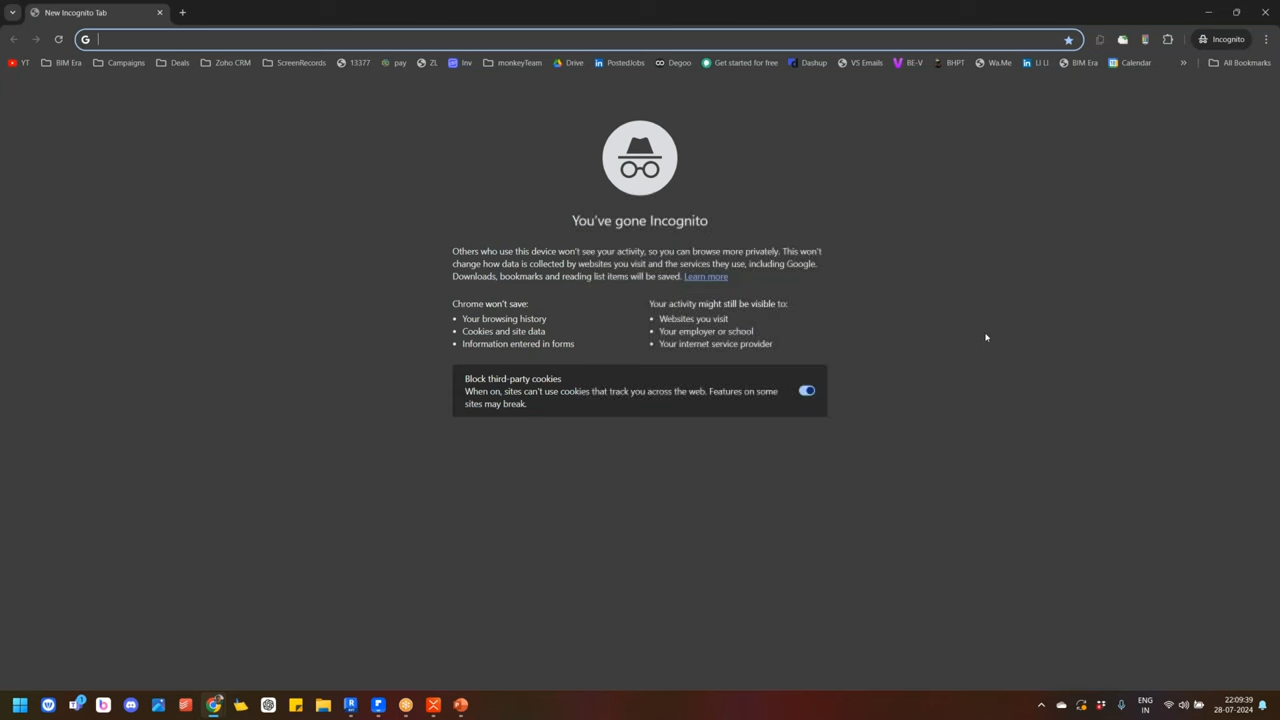 New Incognito Tab
YT
BIM Era
Campaigns
Deals
Zoho CRM
ScreenRecords
13377
pay
ZL
Inv
monkeyTeam
Drive
PostedJobs
Degoo
Get started for free
Dashup
VS Emails
BE-V
BHPT
Wa.Me
LI LI
BIM Era
Calendar
All Bookmarks
Incognito
You've gone Incognito
Others who use this device won't see your activity, so you can browse more privately. This won't
change how data is collected by websites you visit and the services they use, including Google.
Downloads, bookmarks and reading list items will be saved. Learn more
Chrome won't save:
Your browsing history
Cookies and site data
Information entered in forms
Your activity might still be visible to:
Websites you visit
Your employer or school
Your internet service provider
Block third-party cookies
When on, sites can't use cookies that track you across the web. Features on some
sites may break.
ENG
IN
22:09:39
28-07-2024